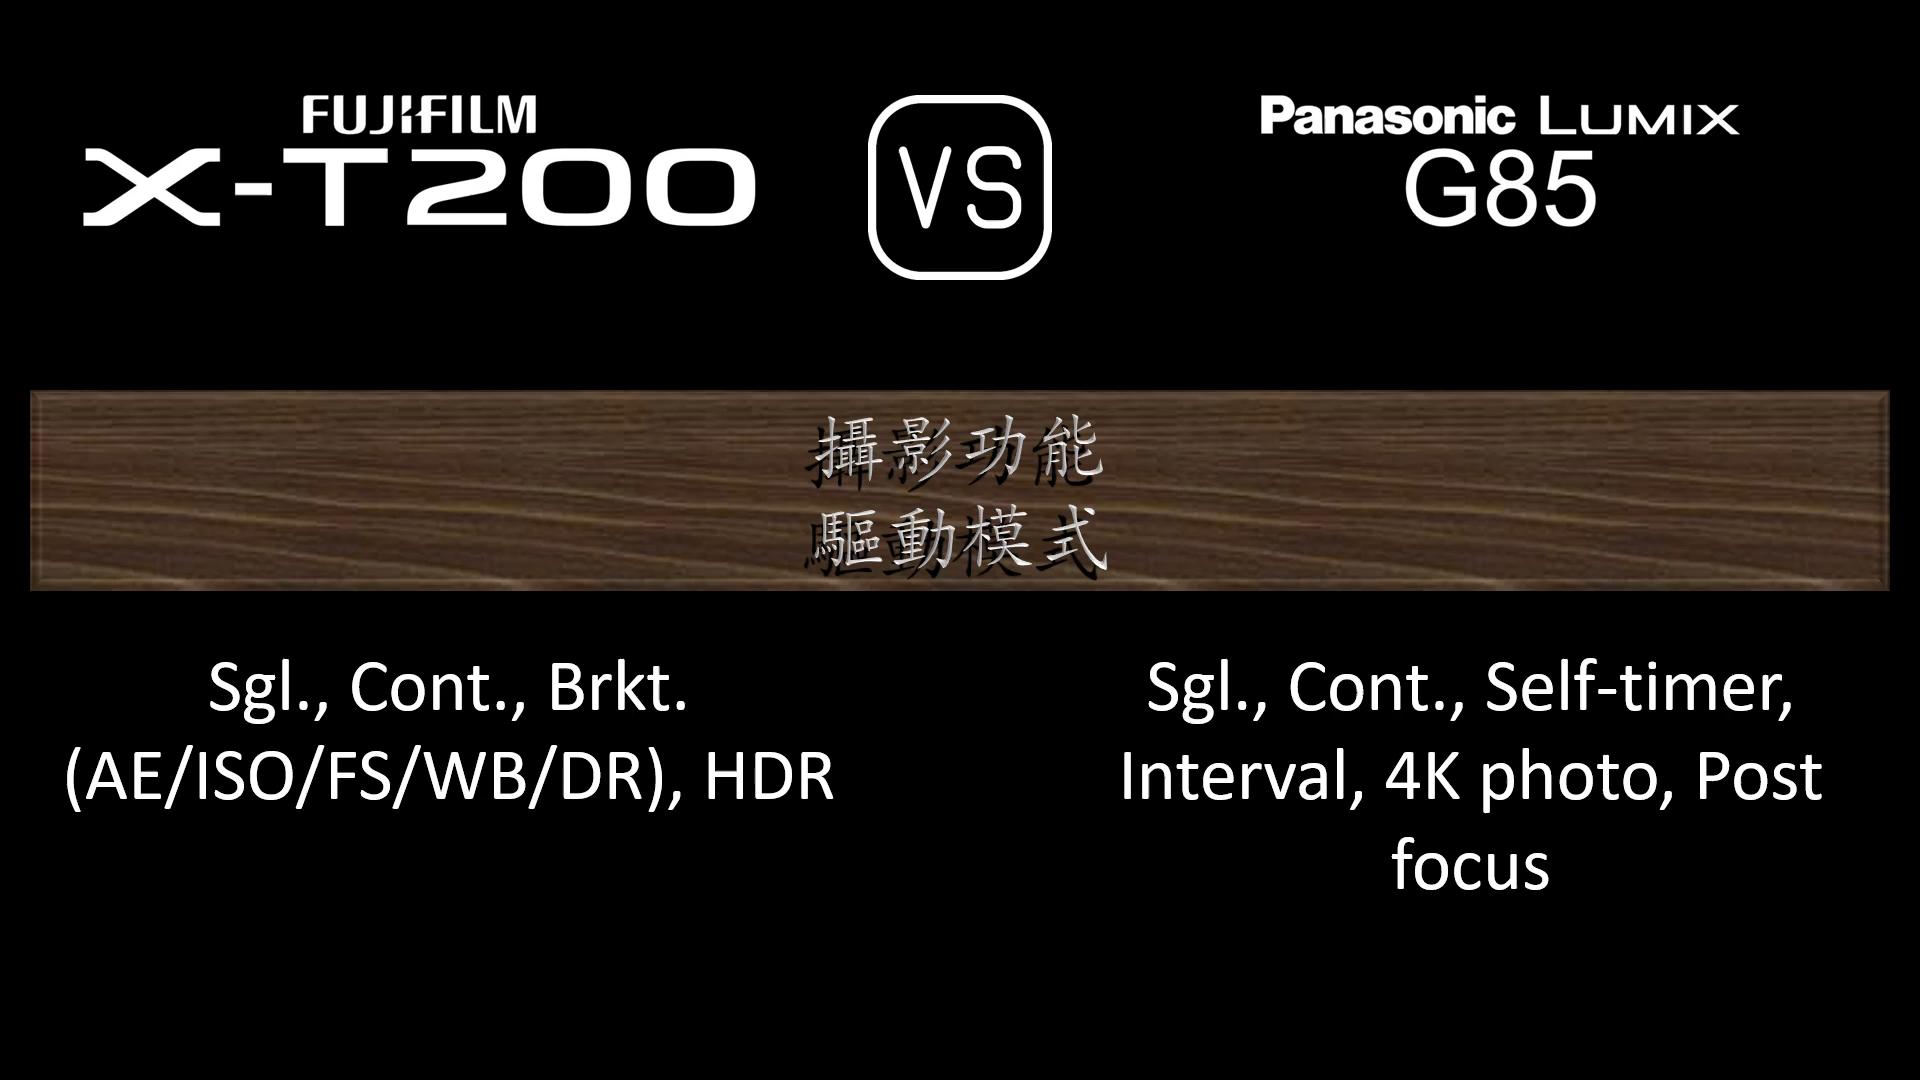 FUJIFILM
X-T200
VS
Panasonic LUMIX
G85
攝影功能
驅動模式
Sgl., Cont., Brkt.
(AE/ISO/FS/WB/DR), HDR
Sgl., Cont., Self-timer,
Interval, 4K photo, Post
focus